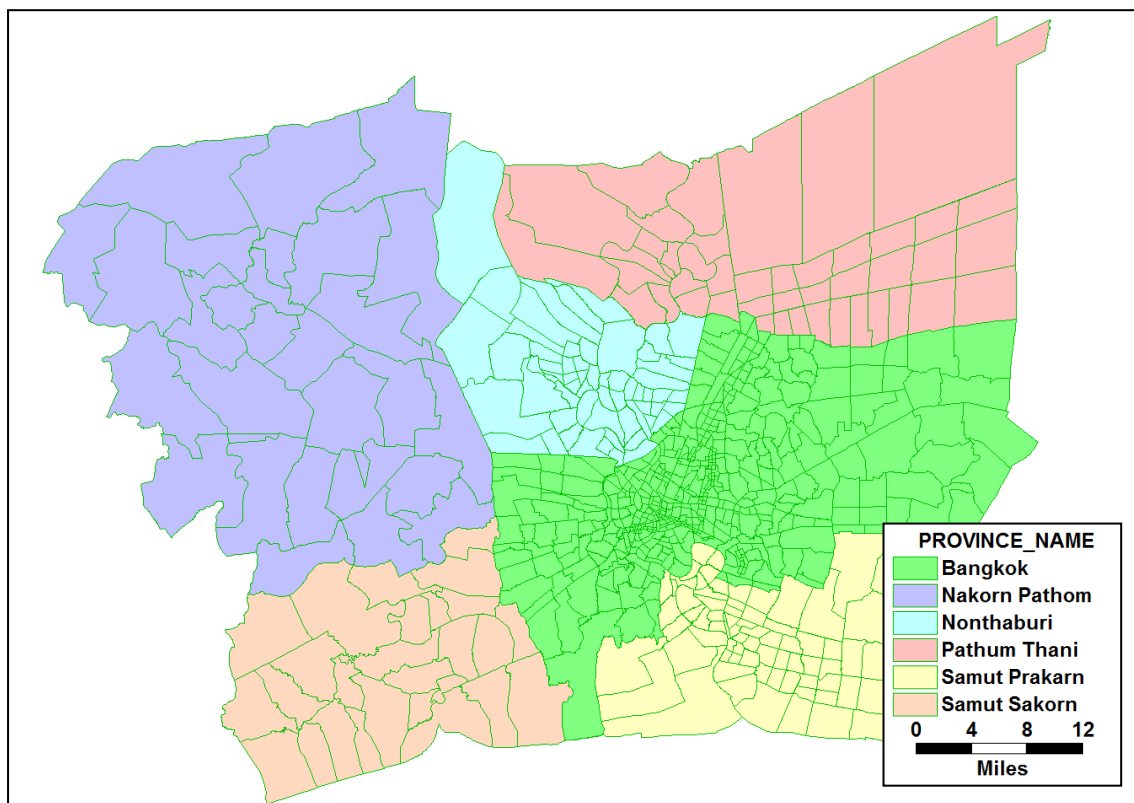 PROVINCE_NAME
Bangkok
Nakorn Pathom
Nonthaburi
Pathum Thani
Samut Prakarn
Samut Sakorn
0 4 8 12
Miles